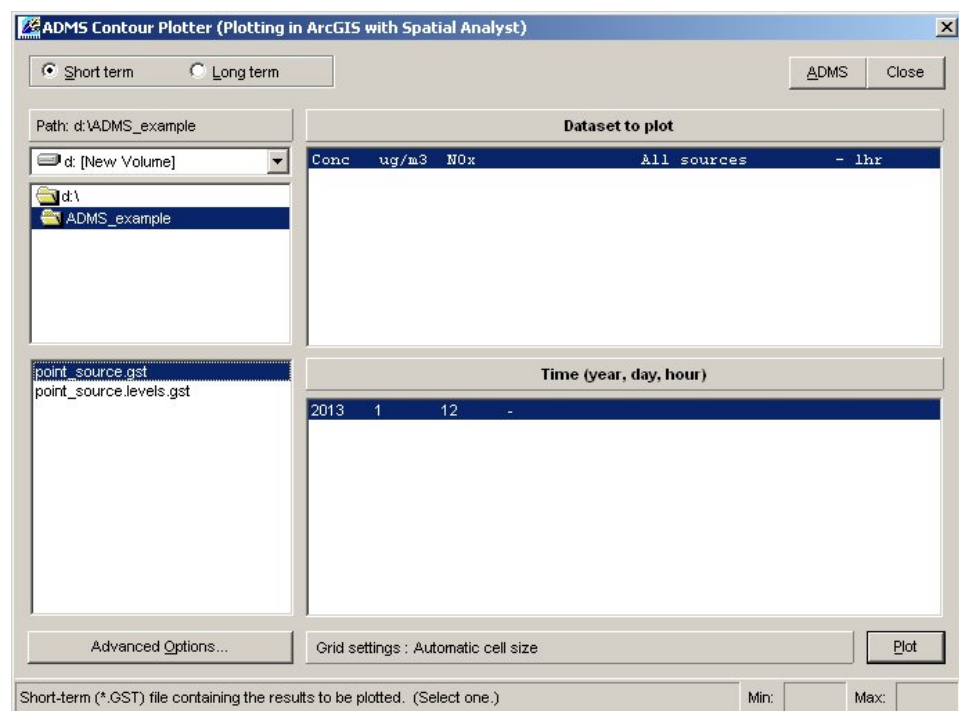 ADMS Contour Plotter (Plotting in ArcGIS with Spatial Analyst)
Short term Long term ADMS Close
Path: d:\ADMS_example
Dataset to plot
d: [New Volume]
Conc ug/m3 NOx All sources - 1hr
d:\
ADMS_example
point_source.gst
point_source.levels.gst
Time (year, day, hour)
2013 1 12 -
Advanced Options...
Grid settings : Automatic cell size
Plot
Short-term (*.GST) file containing the results to be plotted. (Select one.) Min: Max: